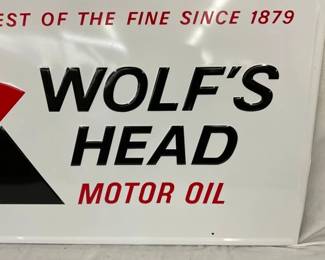 EST OF THE FINE SINCE 1879
WOLF'S
HEAD
MOTOR OIL